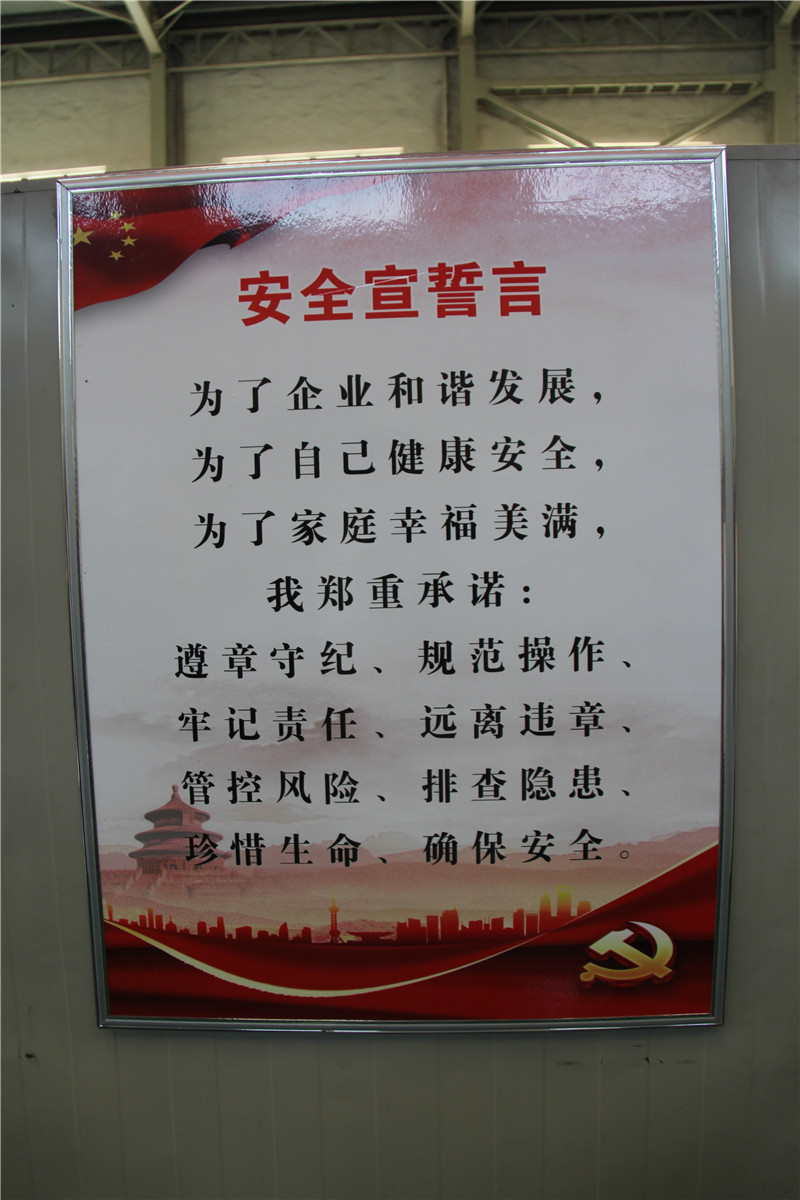 安全宣誓言
为了企业和谐发展，
为了自己健康安全，
为了家庭幸福美满，
我郑重承诺：
遵章守纪、规范操作、
牢记责任、远离违章、
管控风险、排查隐患、
珍惜生命、确保安全。